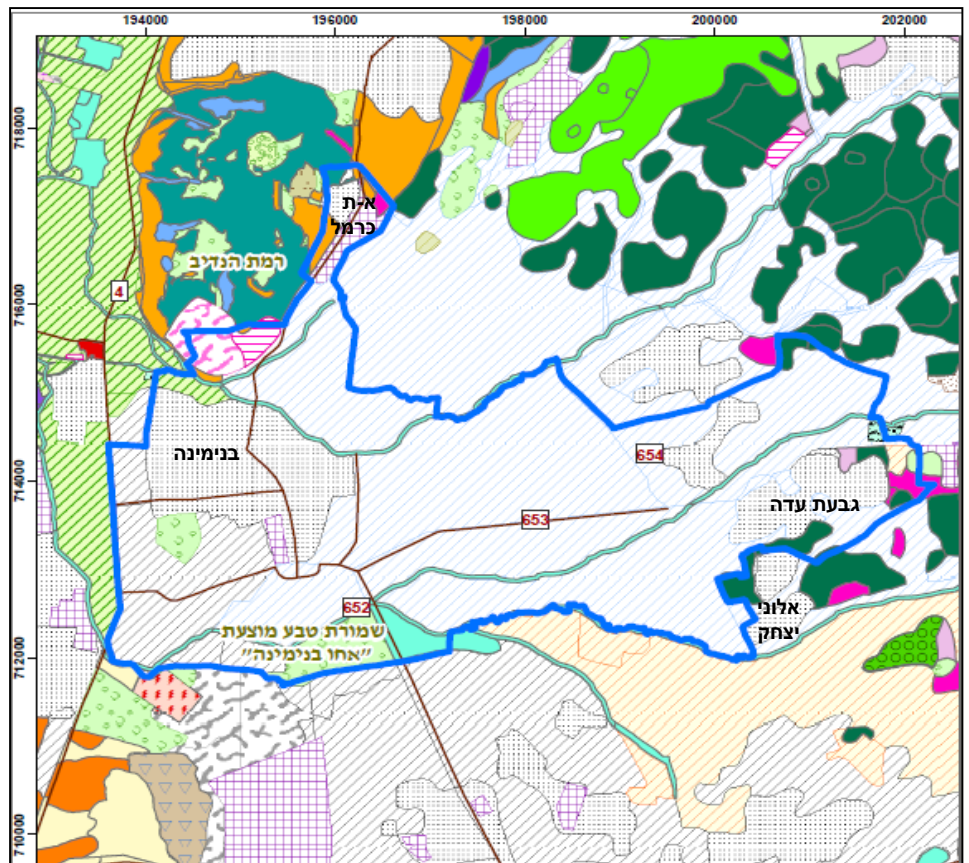 194000 196000 198000 200000 202000
718000
א-ת
כרמל
רמת הנדיב
4
716000
בנימינה
654
714000
גבעת עדה
653
652
אלוני
יצחק
שמורת טבע מוצעת
"אחו בנימינה"
712000
710000